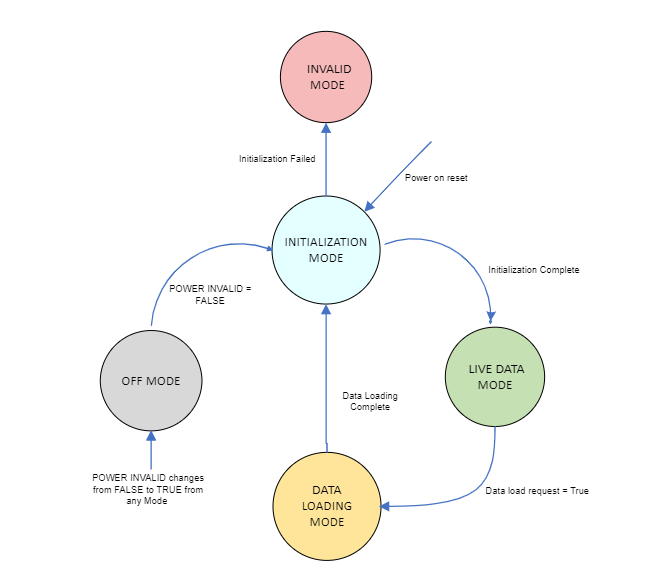 INVALID
MODE
Initialization Failed
Power on reset
INITIALIZATION
MODE
Initialization Complete
POWER INVALID =
FALSE
OFF MODE
LIVE DATA
MODE
Data Loading
Complete
POWER INVALID changes
from FALSE to TRUE from
any Mode
DATA
LOADING
MODE
Data load request = True